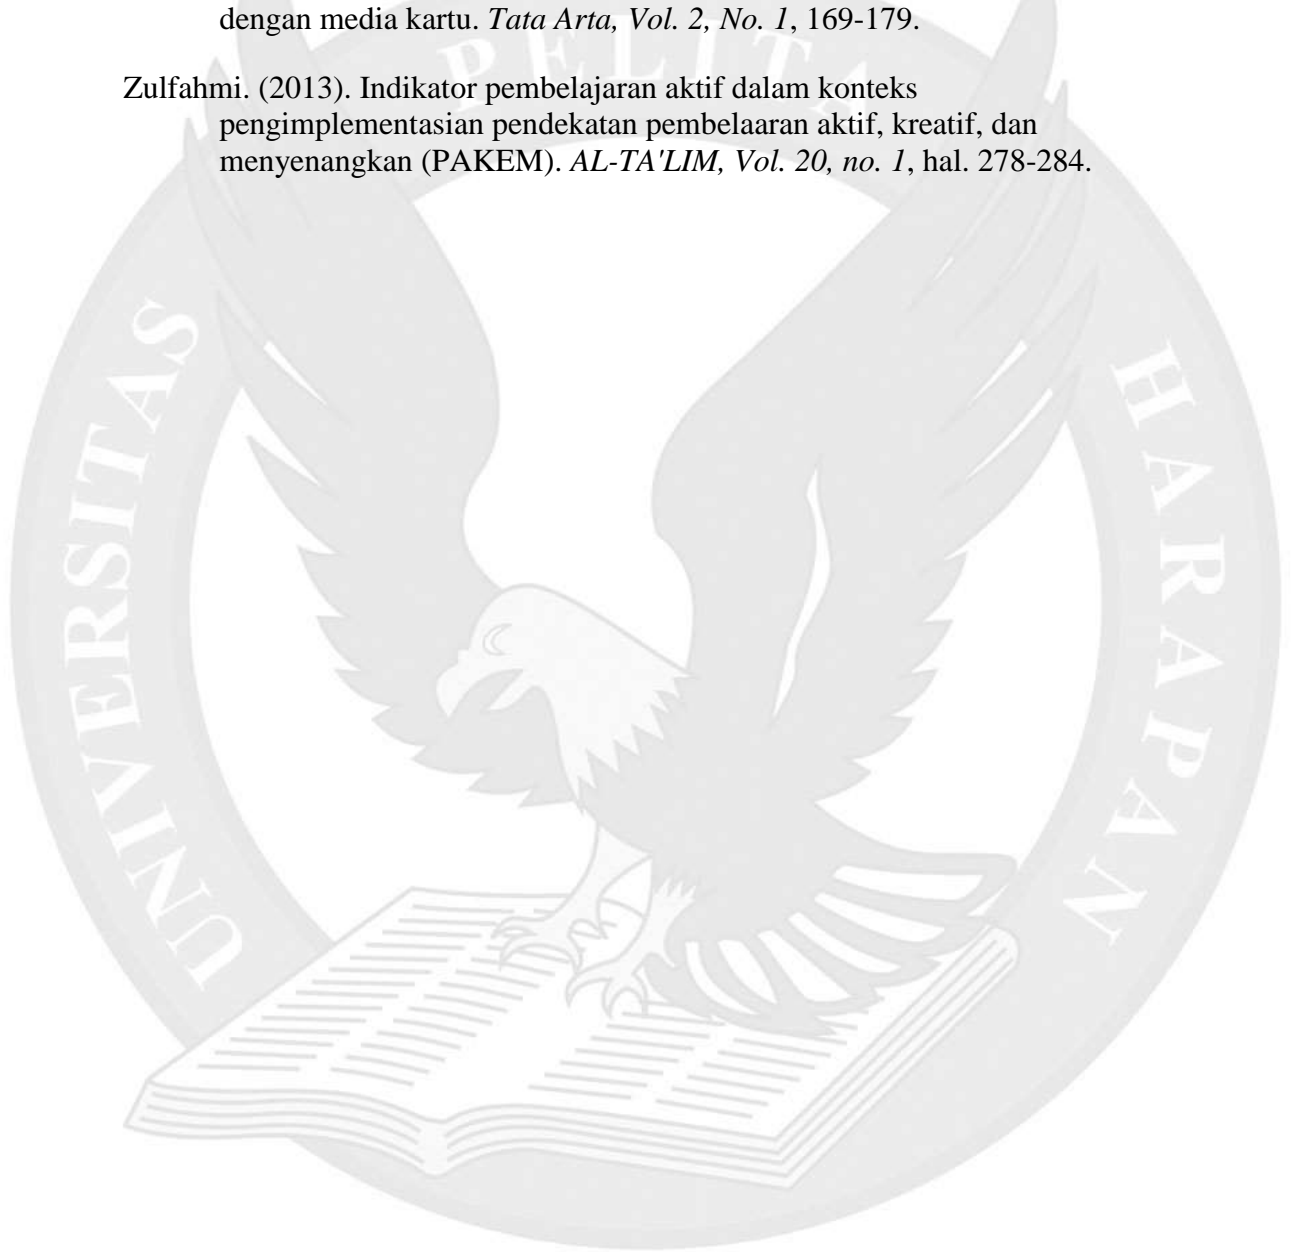 dengan media kartu. Tata Arta, Vol. 2, No. 1, 169-179.
Zulfahmi. (2013). Indikator pembelajaran aktif dalam konteks
pengimplementasian pendekatan pembelaaran aktif, kreatif, dan
menyenangkan (PAKEM). AL-TA'LIM, Vol. 20, no. 1, hal. 278-284.
UNIVERSITAS
PELITA
HARAPAN